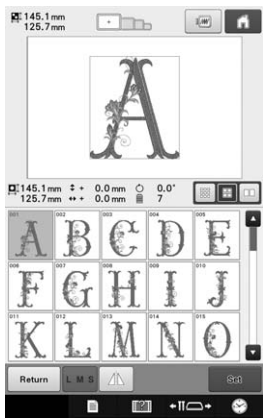 145.1 mm
125.7 mm
A
145.1 mm + 0.0 mm 0.0°
125.7 mm + 0.0 mm 7
001 002 003 004 005
A B C D E
006 007 008 009 010
F G H I J
011 012 013 014 015
K L M N O
Return L M S Set